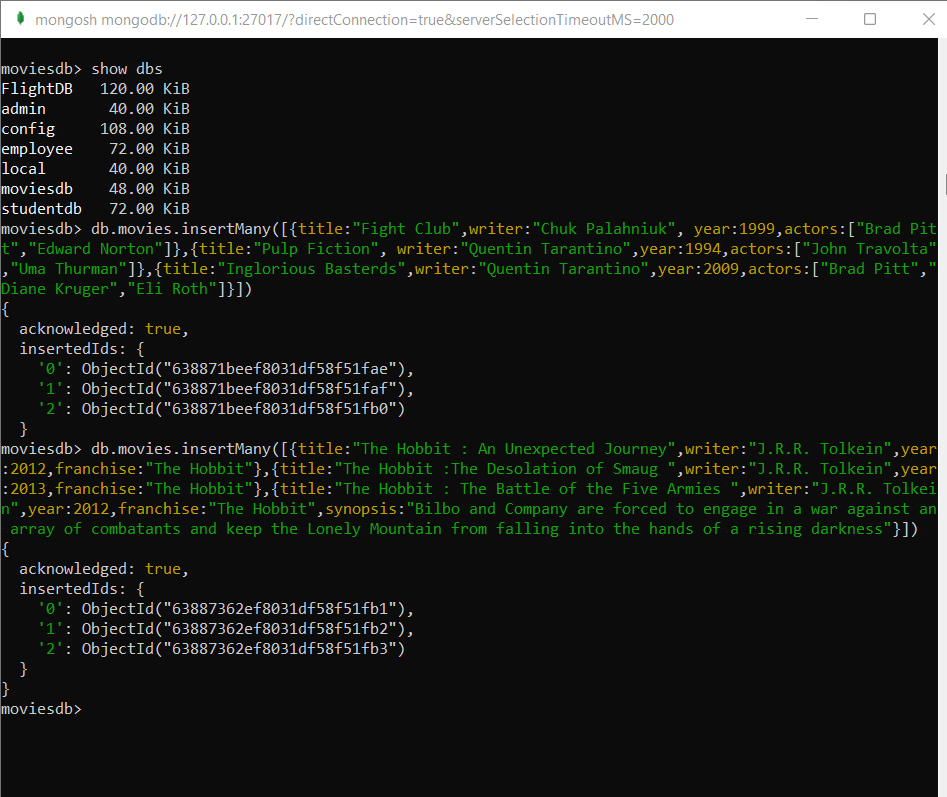 mongosh mongodb://127.0.0.1:27017/?directConnection=true&serverSelectionTimeoutMS=2000
moviesdb> show dbs
FlightDB   120.00 KiB
admin       40.00 KiB
config     108.00 KiB
employee    72.00 KiB
local       40.00 KiB
moviesdb    48.00 KiB
studentdb   72.00 KiB
moviesdb> db.movies.insertMany([{title:"Fight Club",writer:"Chuk Palahniuk", year:1999,actors:["Brad Pit
t","Edward Norton"]},{title:"Pulp Fiction", writer:"Quentin Tarantino",year:1994,actors:["John Travolta"
,"Uma Thurman"]},{title:"Inglorious Basterds",writer:"Quentin Tarantino",year:2009,actors:["Brad Pitt","
Diane Kruger","Eli Roth"]}])
{
  acknowledged: true,
  insertedIds: {
    '0': ObjectId("638871beef8031df58f51fae"),
    '1': ObjectId("638871beef8031df58f51faf"),
    '2': ObjectId("638871beef8031df58f51fb0")
  }
moviesdb> db.movies.insertMany([{title:"The Hobbit : An Unexpected Journey",writer:"J.R.R. Tolkein",year
:2012,franchise:"The Hobbit"},{title:"The Hobbit :The Desolation of Smaug ",writer:"J.R.R. Tolkein",year
:2013,franchise:"The Hobbit"},{title:"The Hobbit : The Battle of the Five Armies ",writer:"J.R.R. Tolkei
n",year:2012,franchise:"The Hobbit",synopsis:"Bilbo and Company are forced to engage in a war against an
 array of combatants and keep the Lonely Mountain from falling into the hands of a rising darkness"}])
{
  acknowledged: true,
  insertedIds: {
    '0': ObjectId("63887362ef8031df58f51fb1"),
    '1': ObjectId("63887362ef8031df58f51fb2"),
    '2': ObjectId("63887362ef8031df58f51fb3")
  }
}
moviesdb>